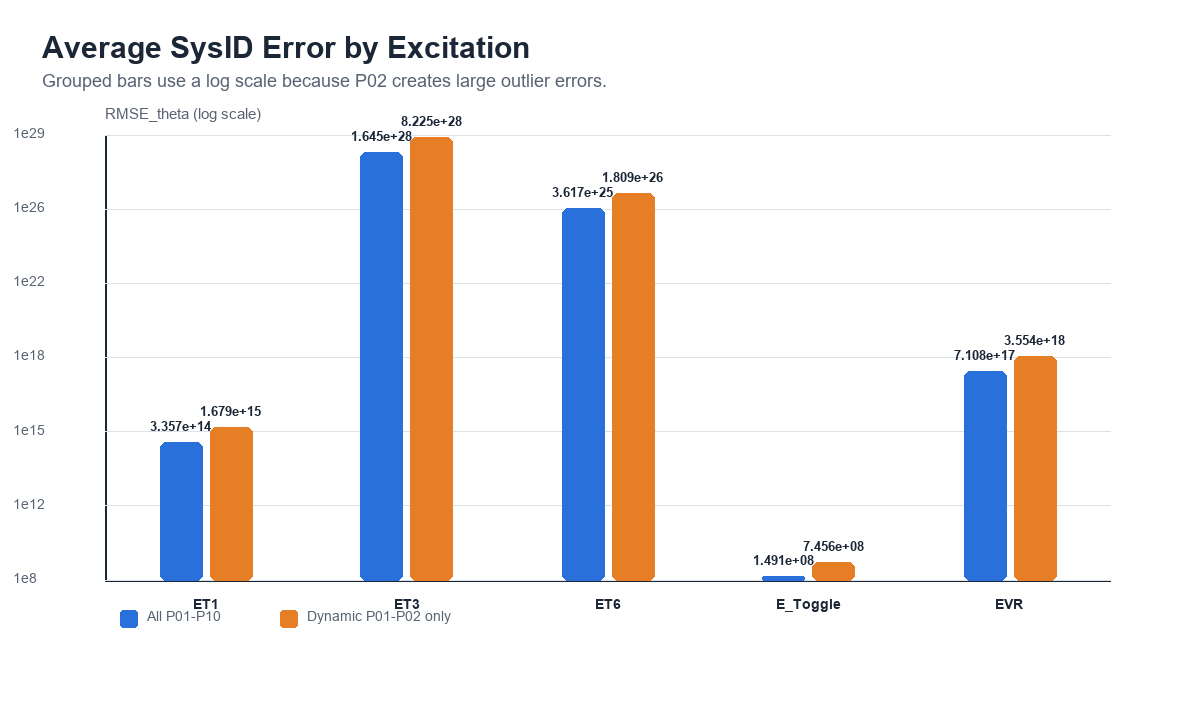 Average SysID Error by Excitation
Grouped bars use a log scale because P02 creates large outlier errors.
RMSE_theta (log scale)
1e29
1e26
1e22
1e18
1e15
1e12
1e8
3.357e+14
1.679e+15
1.645e+28
8.225e+28
3.617e+25
1.809e+26
1.491e+08
7.456e+08
7.108e+17
3.554e+18
ET1
ET3
ET6
E_Toggle
EVR
All P01-P10
Dynamic P01-P02 only